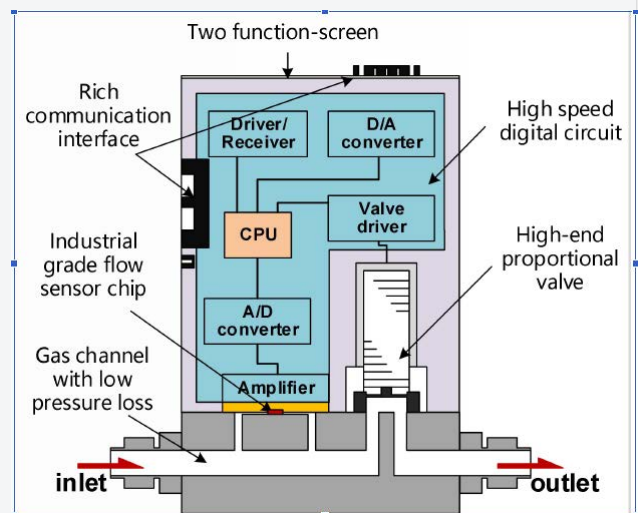 Two function-screen
Rich
communication
interface
Driver/
Receiver
D/A
converter
High speed
digital circuit
CPU
Valve
driver
Industrial
grade flow
sensor chip
High-end
proportional
valve
A/D
converter
Gas channel
with low
pressure loss
Amplifier
inlet
outlet